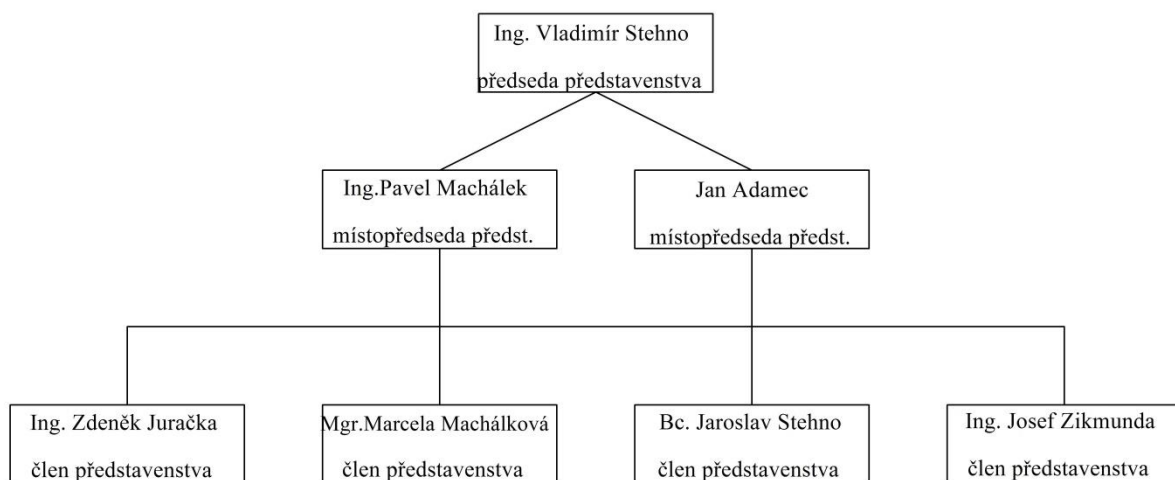 Ing. Vladimír Stehno
předseda představenstva
Ing.Pavel Machálek
místopředseda předst.
Jan Adamec
místopředseda předst.
Ing. Zdeněk Juračka
člen představenstva
Mgr.Marcela Machálková
člen představenstva
Bc. Jaroslav Stehno
člen představenstva
Ing. Josef Zikmunda
člen představenstva